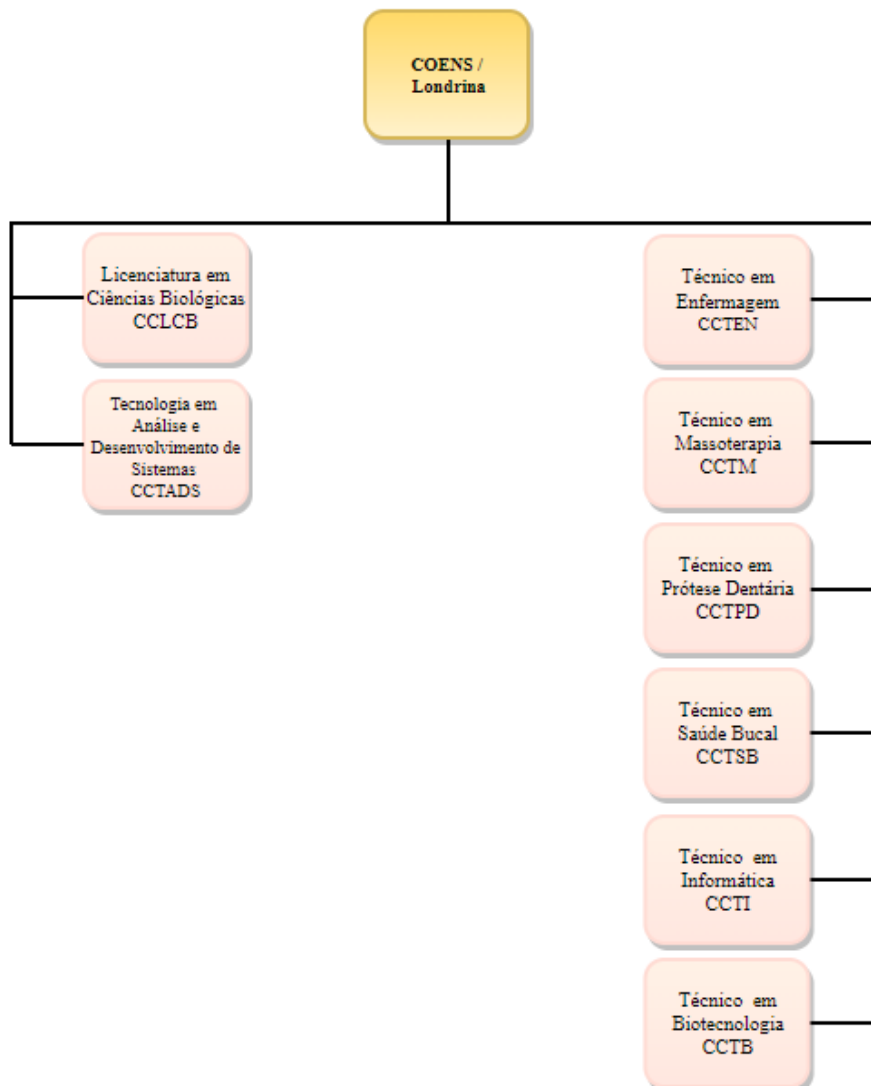 COENS /
Londrina
Licenciatura em
Ciências Biológicas
CCLCB
Tecnologia em
Análise e
Desenvolvimento de
Sistemas
CCTADS
Técnico em
Enfermagem
CCTEN
Técnico em
Massoterapia
CCTM
Técnico em
Prótese Dentária
CCTPD
Técnico em
Saúde Bucal
CCTSB
Técnico em
Informática
CCTI
Técnico em
Biotecnologia
CCTB